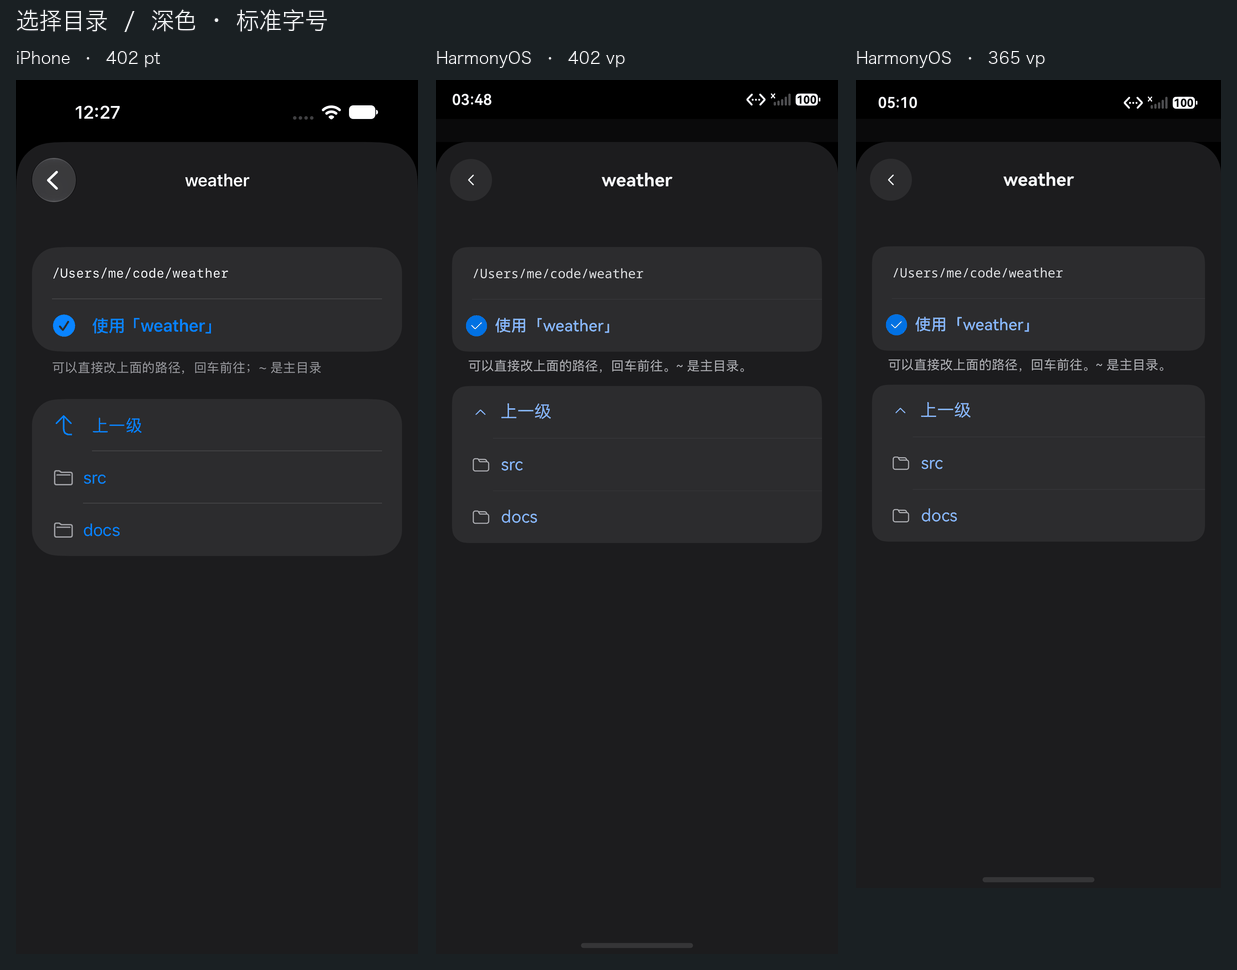 选择目录 / 深色 · 标准字号
iPhone · 402 pt
12:27
weather
/Users/me/code/weather
使用「weather」
可以直接改上面的路径，回车前往；~ 是主目录
上一级
src
docs
HarmonyOS · 402 vp
03:48
100
weather
/Users/me/code/weather
使用「weather」
可以直接改上面的路径，回车前往。~ 是主目录。
上一级
src
docs
HarmonyOS · 365 vp
05:10
100
weather
/Users/me/code/weather
使用「weather」
可以直接改上面的路径，回车前往。~ 是主目录。
上一级
src
docs